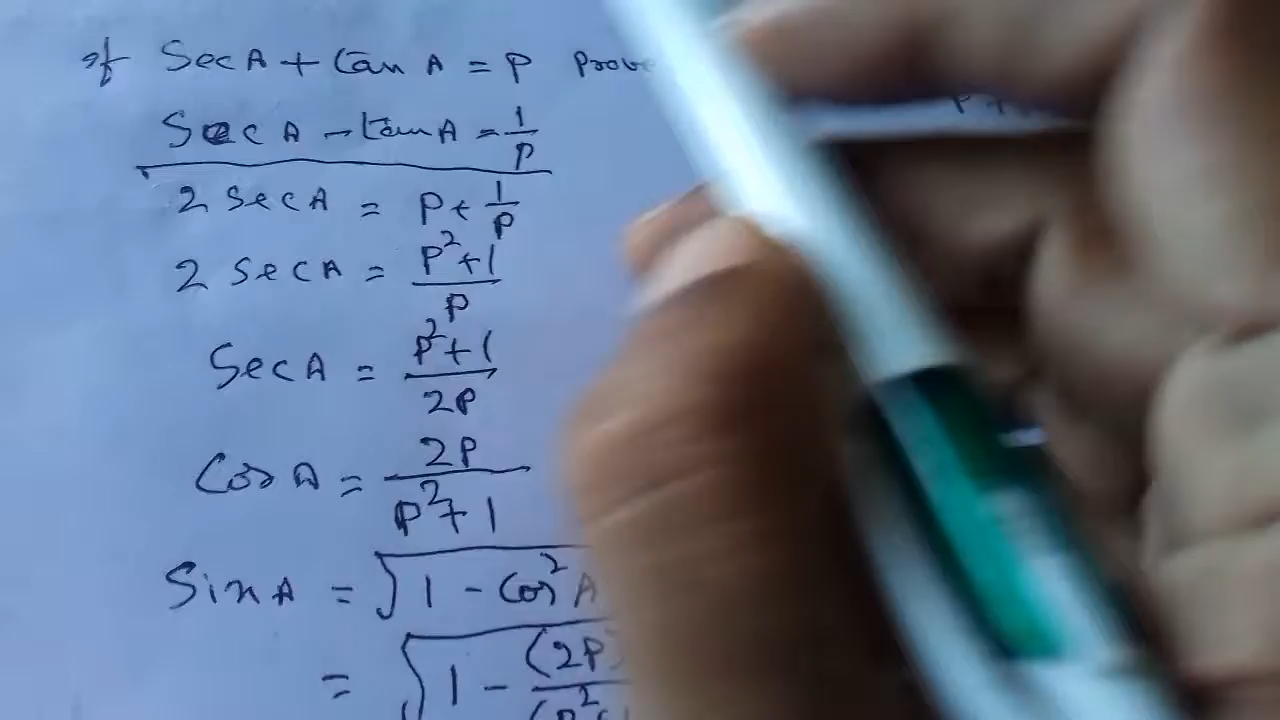 If SecA + tan A = P Prove
SecA - tanA = 1/P
2 SecA = P + 1/P
2 SecA = P²+1/P
SecA = P²+1/2P
CosA = 2P/P²+1
SinA = √1 - Cos²A
= √1 - (2P)